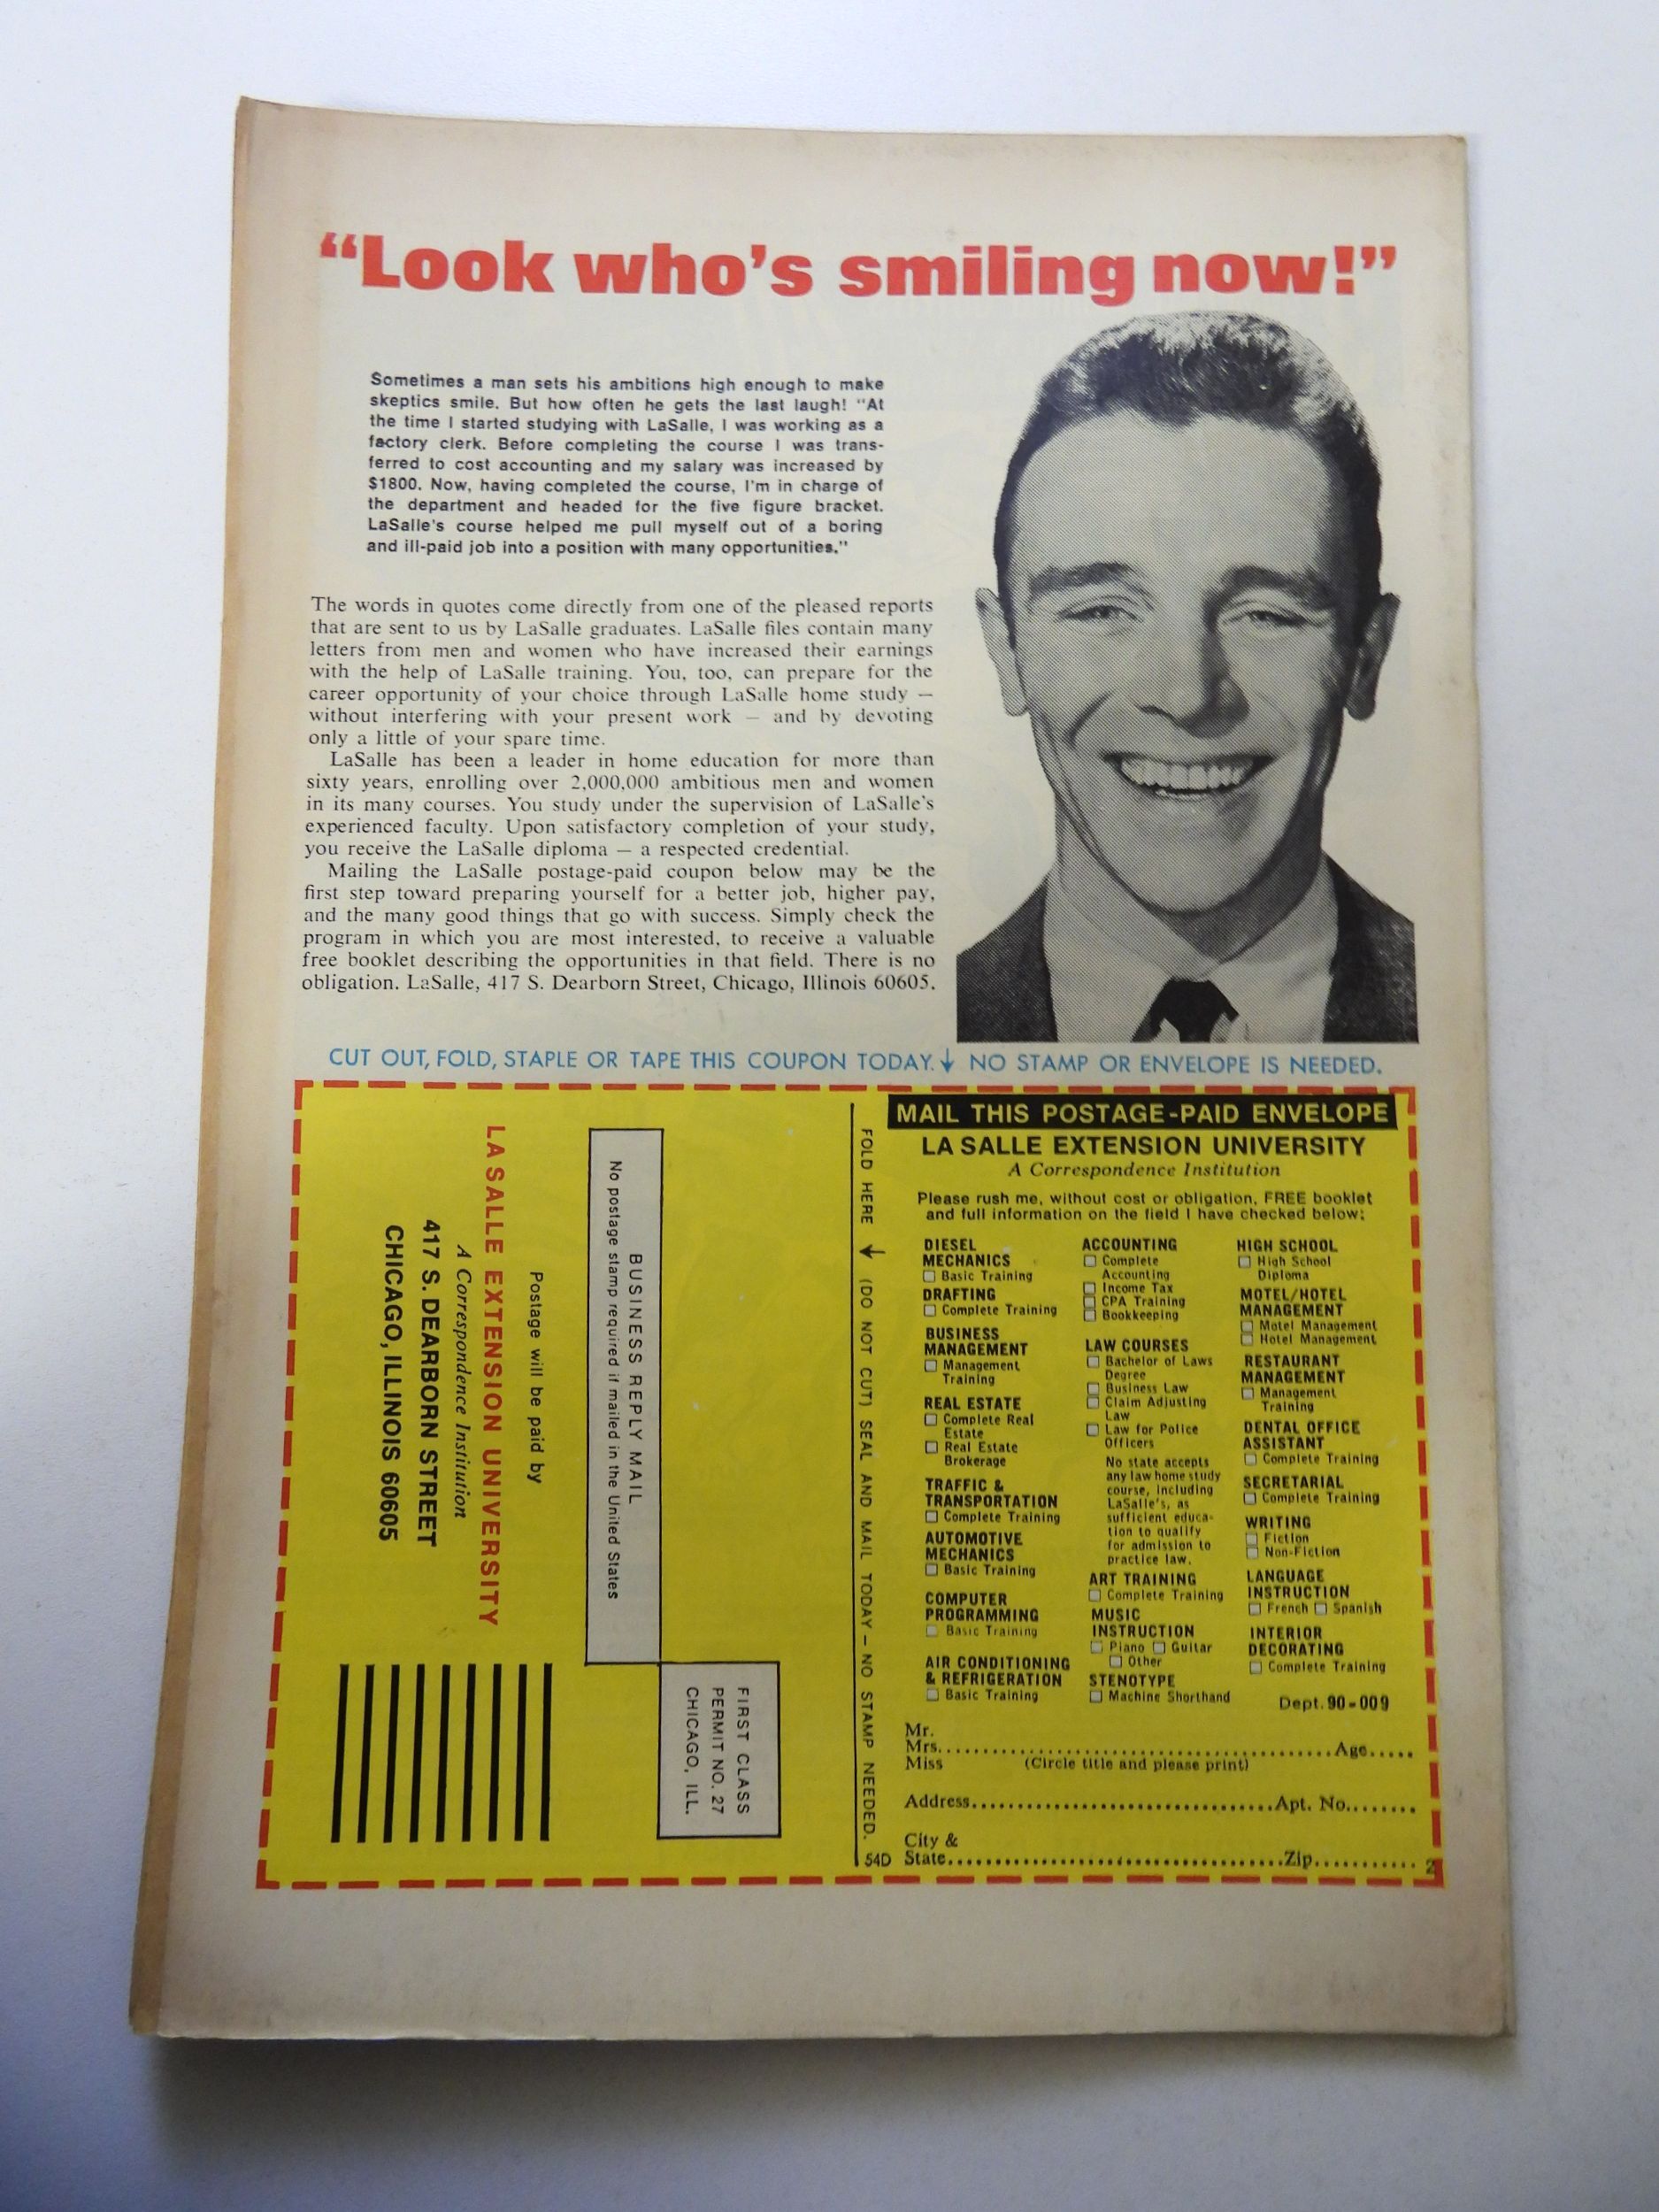 “Look who’s smiling now!”
Sometimes a man sets his ambitions high enough to make
skeptics smile. But how often he gets the last laugh! “At
the time I started studying with LaSalle, I was working as a
factory clerk. Before completing the course I was trans-
ferred to cost accounting and my salary was increased by
$1800. Now, having completed the course, I’m in charge of
the department and headed for the five figure bracket.
LaSalle’s course helped me pull myself out of a boring
and ill-paid job into a position with many opportunities.”
The words in quotes come directly from one of the pleased reports
that are sent to us by LaSalle graduates. LaSalle files contain many
letters from men and women who have increased their earnings
with the help of LaSalle training. You, too, can prepare for the
career opportunity of your choice through LaSalle home study —
without interfering with your present work — and by devoting
only a little of your spare time.
LaSalle has been a leader in home education for more than
sixty years, enrolling over 2,000,000 ambitious men and women
in its many courses. You study under the supervision of LaSalle’s
experienced faculty. Upon satisfactory completion of your study,
you receive the LaSalle diploma — a respected credential.
Mailing the LaSalle postage-paid coupon below may be the
first step toward preparing yourself for a better job, higher pay,
and the many good things that go with success. Simply check the
program in which you are most interested, to receive a valuable
free booklet describing the opportunities in that field. There is no
obligation. LaSalle, 417 S. Dearborn Street, Chicago, Illinois 60605.
CUT OUT, FOLD, STAPLE OR TAPE THIS COUPON TODAY. ↓ NO STAMP OR ENVELOPE IS NEEDED.
FIRST CLASS
PERMIT NO. 27
CHICAGO, ILL.
BUSINESS REPLY MAIL
No postage stamp required if mailed in the United States
Postage will be paid by
LA SALLE EXTENSION UNIVERSITY
A Correspondence Institution
417 S. DEARBORN STREET
CHICAGO, ILLINOIS 60605
FOLD HERE (DO NOT CUT) SEAL AND MAIL TODAY — NO STAMP NEEDED.
54D
MAIL THIS POSTAGE-PAID ENVELOPE
LA SALLE EXTENSION UNIVERSITY
A Correspondence Institution
Please rush me, without cost or obligation, FREE booklet
and full information on the field I have checked below:
DIESEL
MECHANICS
☐ Basic Training
DRAFTING
☐ Complete Training
BUSINESS
MANAGEMENT
☐ Management
Training
REAL ESTATE
☐ Complete Real
Estate
☐ Real Estate
Brokerage
TRAFFIC &
TRANSPORTATION
☐ Complete Training
AUTOMOTIVE
MECHANICS
☐ Basic Training
COMPUTER
PROGRAMMING
☐ Basic Training
AIR CONDITIONING
& REFRIGERATION
☐ Basic Training
ACCOUNTING
☐ Complete
Accounting
☐ Income Tax
☐ CPA Training
☐ Bookkeeping
LAW COURSES
☐ Bachelor of Laws
Degree
☐ Business Law
☐ Claim Adjusting
Law
☐ Law for Police
Officers
No state accepts
any law home study
course, including
LaSalle’s, as
sufficient educa-
tion to qualify
for admission to
practice law.
ART TRAINING
☐ Complete Training
MUSIC
INSTRUCTION
☐ Piano ☐ Guitar
☐ Other
STENOTYPE
☐ Machine Shorthand
HIGH SCHOOL
☐ High School
Diploma
MOTEL/HOTEL
MANAGEMENT
☐ Motel Management
☐ Hotel Management
RESTAURANT
MANAGEMENT
☐ Management
Training
DENTAL OFFICE
ASSISTANT
☐ Complete Training
SECRETARIAL
☐ Complete Training
WRITING
☐ Fiction
☐ Non-Fiction
LANGUAGE
INSTRUCTION
☐ French ☐ Spanish
INTERIOR
DECORATING
☐ Complete Training
Dept. 90-009
Mr.
Mrs. Age
Miss (Circle title and please print)
Address Apt. No.
City &
State Zip
2